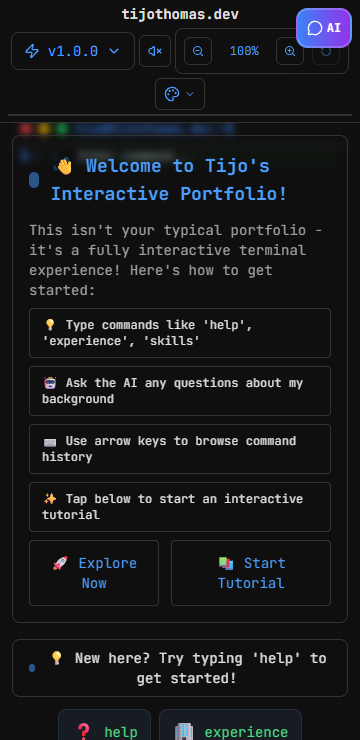 tijothomas.dev
AI
v1.0.0
100%
👋 Welcome to Tijo's
Interactive Portfolio!
This isn't your typical portfolio -
it's a fully interactive terminal
experience! Here's how to get
started:
💡 Type commands like 'help',
'experience', 'skills'
🤖 Ask the AI any questions about my
background
⌨️ Use arrow keys to browse command
history
✨ Tap below to start an interactive
tutorial
🚀 Explore
Now
📚 Start
Tutorial
💡 New here? Try typing 'help' to
get started!
❓ help
🏢 experience